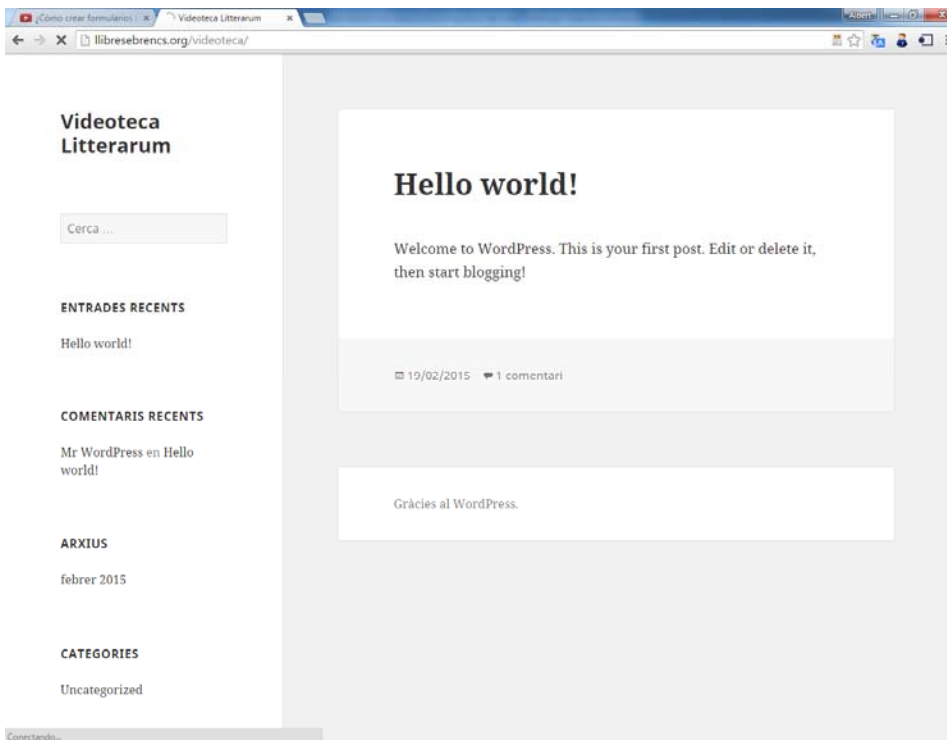 ¿Cómo crear formularios
Videoteca Litterarum
Albert
llibresebrencs.org/videoteca/
Videoteca
Litterarum
Cerca ...
ENTRADES RECENTS
Hello world!
COMENTARIS RECENTS
Mr WordPress en Hello
world!
ARXIUS
febrer 2015
CATEGORIES
Uncategorized
Hello world!
Welcome to WordPress. This is your first post. Edit or delete it,
then start blogging!
19/02/2015 1 comentari
Gràcies al WordPress.
Conectando...